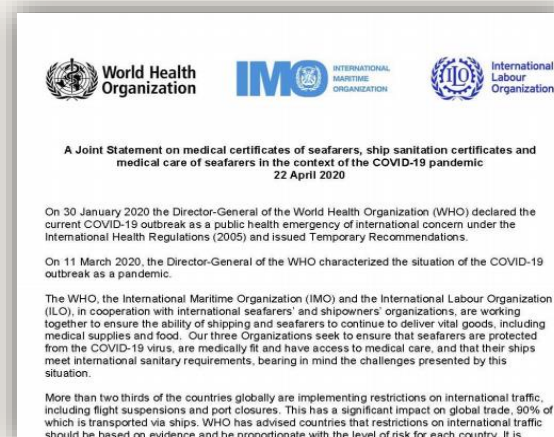 World Health
Organization
IMO
INTERNATIONAL
MARITIME
ORGANIZATION
International
Labour
Organization
A Joint Statement on medical certificates of seafarers, ship sanitation certificates and
medical care of seafarers in the context of the COVID-19 pandemic
22 April 2020
On 30 January 2020 the Director-General of the World Health Organization (WHO) declared the
current COVID-19 outbreak as a public health emergency of international concern under the
International Health Regulations (2005) and issued Temporary Recommendations.
On 11 March 2020, the Director-General of the WHO characterized the situation of the COVID-19
outbreak as a pandemic.
The WHO, the International Maritime Organization (IMO) and the International Labour Organization
(ILO), in cooperation with international seafarers' and shipowners' organizations, are working
together to ensure the ability of shipping and seafarers to continue to deliver vital goods, including
medical supplies and food. Our three Organizations seek to ensure that seafarers are protected
from the COVID-19 virus, are medically fit and have access to medical care, and that their ships
meet international sanitary requirements, bearing in mind the challenges presented by this
situation.
More than two thirds of the countries globally are implementing restrictions on international traffic,
including flight suspensions and port closures. This has a significant impact on global trade, 90% of
which is transported via ships. WHO has advised countries that restrictions on international traffic
should be based on evidence and be proportionate with the level of risk for each country. It is